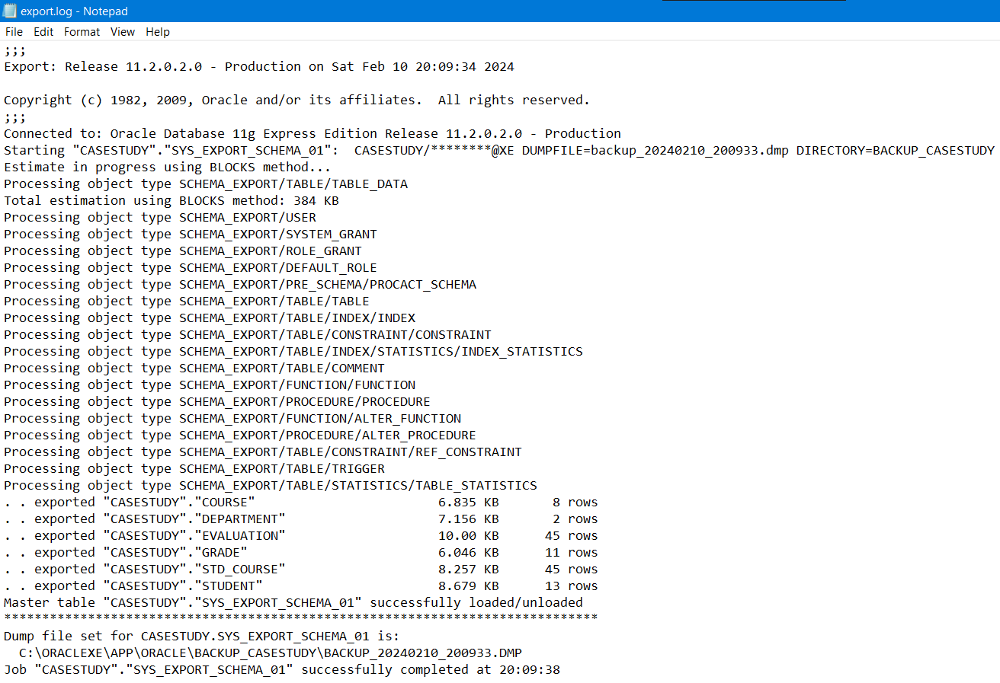 export.log - Notepad
File Edit Format View Help
;;;
Export: Release 11.2.0.2.0 - Production on Sat Feb 10 20:09:34 2024

Copyright (c) 1982, 2009, Oracle and/or its affiliates.  All rights reserved.
;;;
Connected to: Oracle Database 11g Express Edition Release 11.2.0.2.0 - Production
Starting "CASESTUDY"."SYS_EXPORT_SCHEMA_01":  CASESTUDY/********@XE DUMPFILE=backup_20240210_200933.dmp DIRECTORY=BACKUP_CASESTUDY
Estimate in progress using BLOCKS method...
Processing object type SCHEMA_EXPORT/TABLE/TABLE_DATA
Total estimation using BLOCKS method: 384 KB
Processing object type SCHEMA_EXPORT/USER
Processing object type SCHEMA_EXPORT/SYSTEM_GRANT
Processing object type SCHEMA_EXPORT/ROLE_GRANT
Processing object type SCHEMA_EXPORT/DEFAULT_ROLE
Processing object type SCHEMA_EXPORT/PRE_SCHEMA/PROCACT_SCHEMA
Processing object type SCHEMA_EXPORT/TABLE/TABLE
Processing object type SCHEMA_EXPORT/TABLE/INDEX/INDEX
Processing object type SCHEMA_EXPORT/TABLE/CONSTRAINT/CONSTRAINT
Processing object type SCHEMA_EXPORT/TABLE/INDEX/STATISTICS/INDEX_STATISTICS
Processing object type SCHEMA_EXPORT/TABLE/COMMENT
Processing object type SCHEMA_EXPORT/FUNCTION/FUNCTION
Processing object type SCHEMA_EXPORT/PROCEDURE/PROCEDURE
Processing object type SCHEMA_EXPORT/FUNCTION/ALTER_FUNCTION
Processing object type SCHEMA_EXPORT/PROCEDURE/ALTER_PROCEDURE
Processing object type SCHEMA_EXPORT/TABLE/CONSTRAINT/REF_CONSTRAINT
Processing object type SCHEMA_EXPORT/TABLE/TRIGGER
Processing object type SCHEMA_EXPORT/TABLE/STATISTICS/TABLE_STATISTICS
. . exported "CASESTUDY"."COURSE"                        6.835 KB       8 rows
. . exported "CASESTUDY"."DEPARTMENT"                    7.156 KB       2 rows
. . exported "CASESTUDY"."EVALUATION"                    10.00 KB      45 rows
. . exported "CASESTUDY"."GRADE"                         6.046 KB      11 rows
. . exported "CASESTUDY"."STD_COURSE"                    8.257 KB      45 rows
. . exported "CASESTUDY"."STUDENT"                       8.679 KB      13 rows
Master table "CASESTUDY"."SYS_EXPORT_SCHEMA_01" successfully loaded/unloaded
******************************************************************************
Dump file set for CASESTUDY.SYS_EXPORT_SCHEMA_01 is:
  C:\ORACLEXE\APP\ORACLE\BACKUP_CASESTUDY\BACKUP_20240210_200933.DMP
Job "CASESTUDY"."SYS_EXPORT_SCHEMA_01" successfully completed at 20:09:38